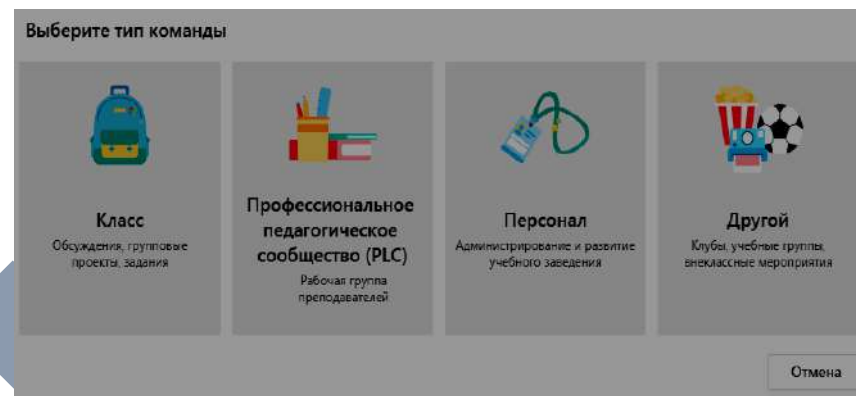 Выберите тип команды
Класс
Обсуждения, групповые
проекты, задания
Профессиональное
педагогическое
сообщество (PLC)
Рабочая группа
преподавателей
Персонал
Администрирование и развитие
учебного заведения
Другой
Клубы, учебные группы,
внеклассные мероприятия
Отмена